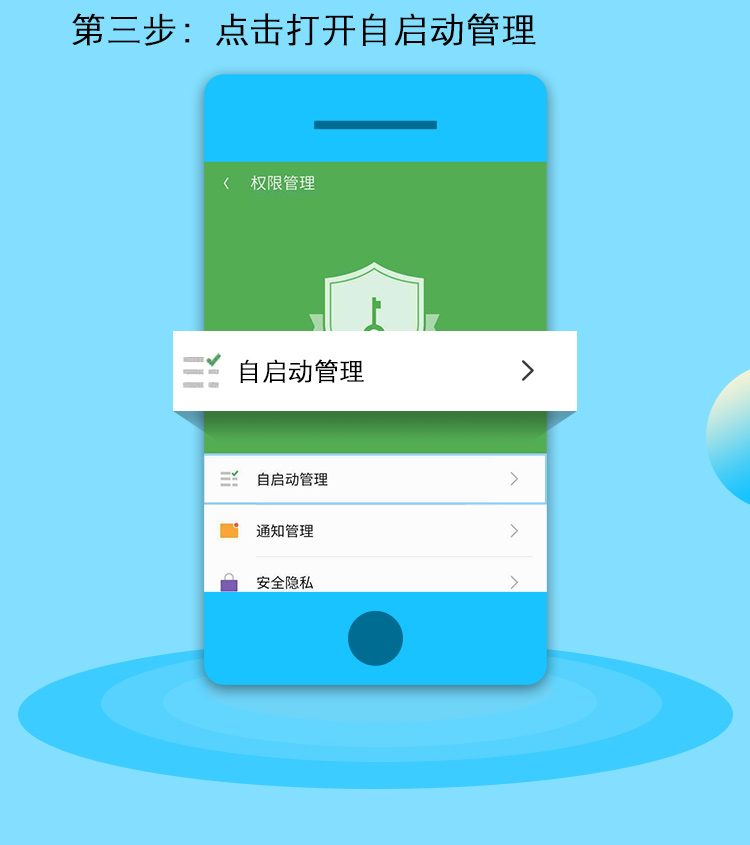 第三步：点击打开自启动管理
权限管理
自启动管理
自启动管理
通知管理
安全隐私